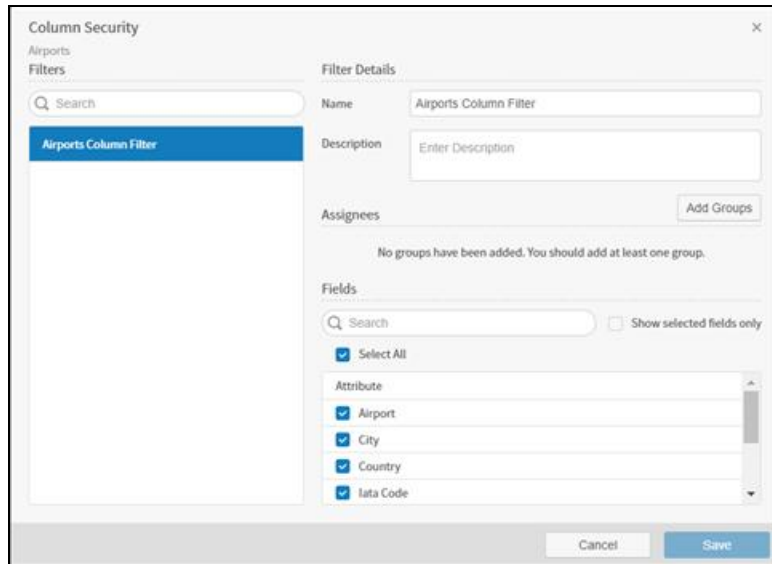 Column Security
Airports
Filters
Search
Airports Column Filter
Filter Details
Name
Airports Column Filter
Description
Enter Description
Assignees
Add Groups
No groups have been added. You should add at least one group.
Fields
Search
Show selected fields only
Select All
Attribute
Airport
City
Country
Iata Code
Cancel
Save